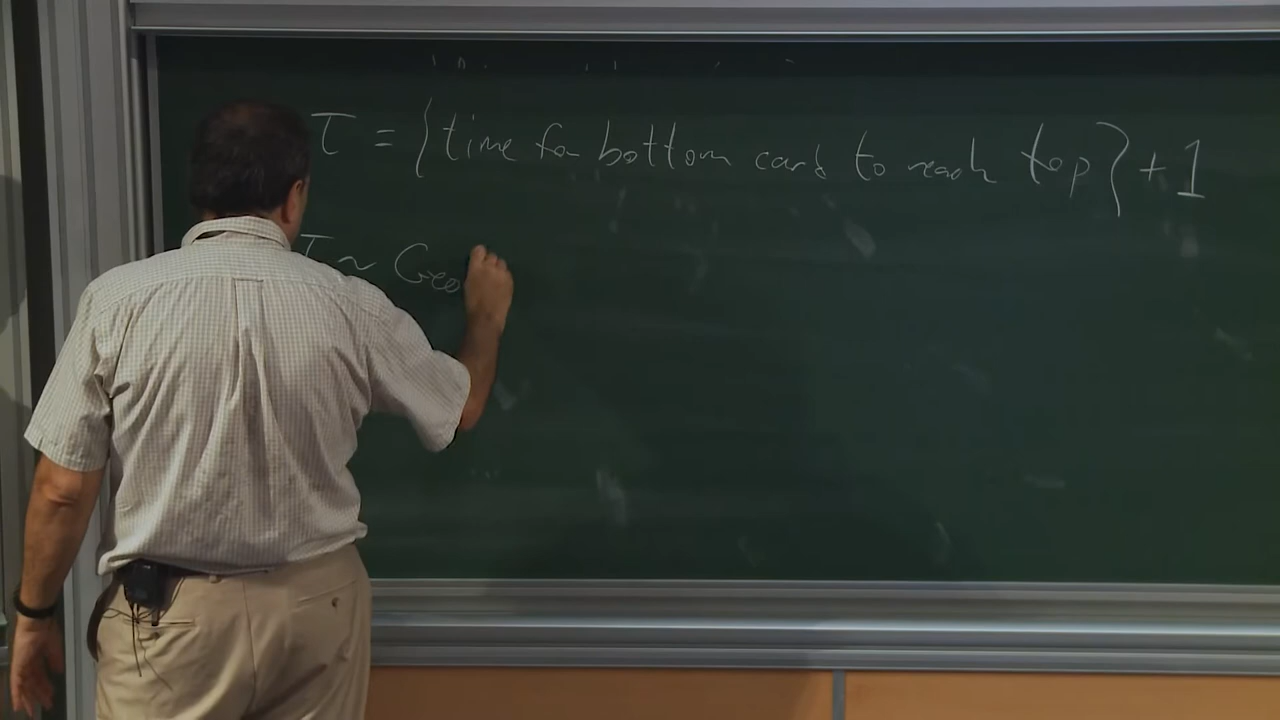 τ = {time for bottom card to reach top} + 1
τ ~ Geo